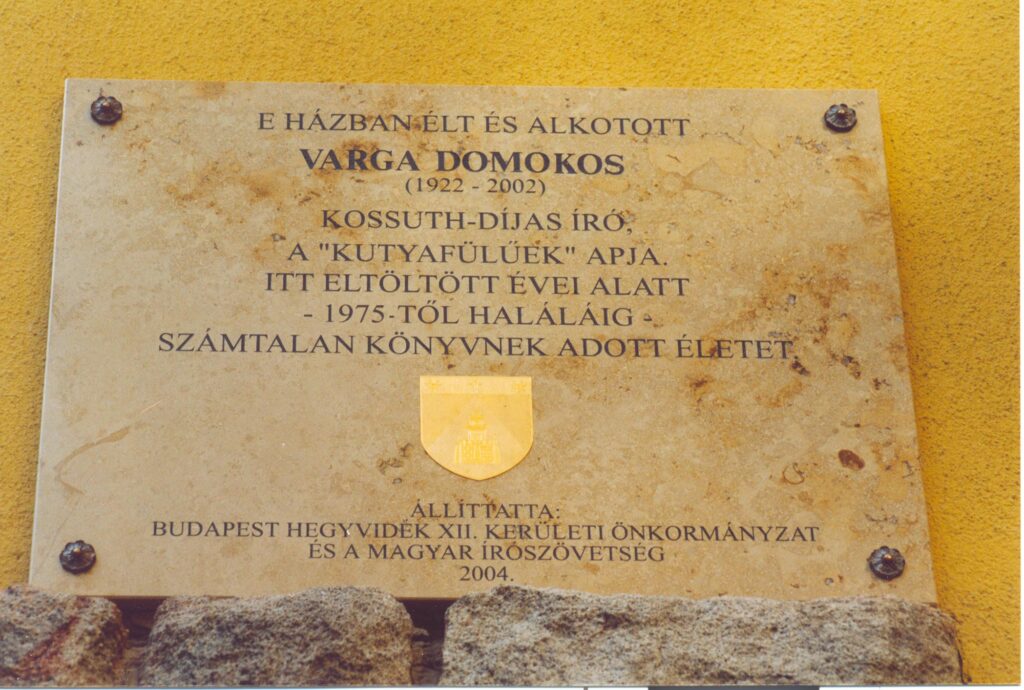 E HÁZBAN ÉLT ÉS ALKOTOTT
VARGA DOMOKOS
(1922 - 2002)
KOSSUTH-DÍJAS ÍRÓ,
A "KUTYAFÜLŰEK" APJA.
ITT ELTÖLTÖTT ÉVEI ALATT
- 1975-TŐL HALÁLÁIG -
SZÁMTALAN KÖNYVNEK ADOTT ÉLETET.
ÁLLÍTTATTA:
BUDAPEST HEGYVIDÉK XII. KERÜLETI ÖNKORMÁNYZAT
ÉS A MAGYAR ÍRÓSZÖVETSÉG
2004.